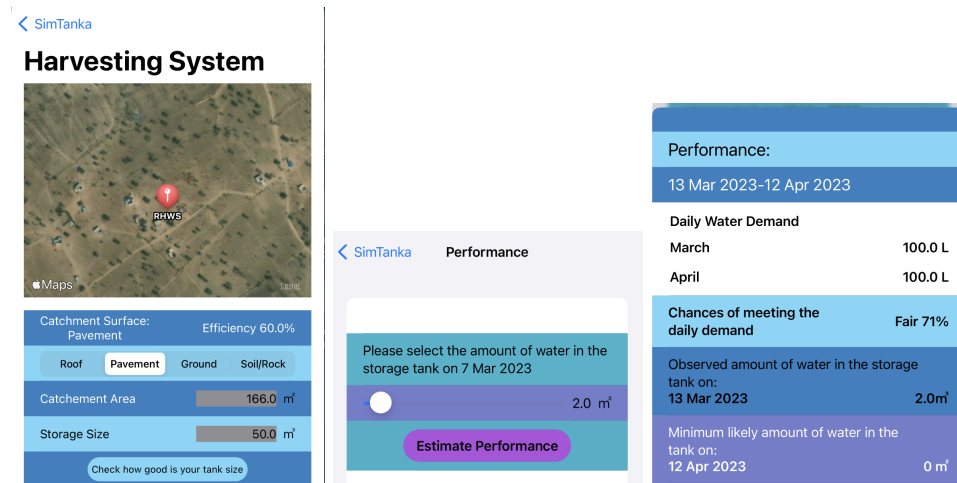 SimTanka
Harvesting System
RHWS
Maps
Legal
Catchment Surface:
Pavement
Efficiency 60.0%
Roof Pavement Ground Soil/Rock
Catchement Area 166.0 m³
Storage Size 50.0 m³
Check how good is your tank size
SimTanka Performance
Please select the amount of water in the
storage tank on 7 Mar 2023
2.0 m³
Estimate Performance
Performance:
13 Mar 2023-12 Apr 2023
Daily Water Demand
March 100.0 L
April 100.0 L
Chances of meeting the
daily demand
Fair 71%
Observed amount of water in the storage
tank on:
13 Mar 2023 2.0m³
Minimum likely amount of water in the
tank on:
12 Apr 2023 0 m³